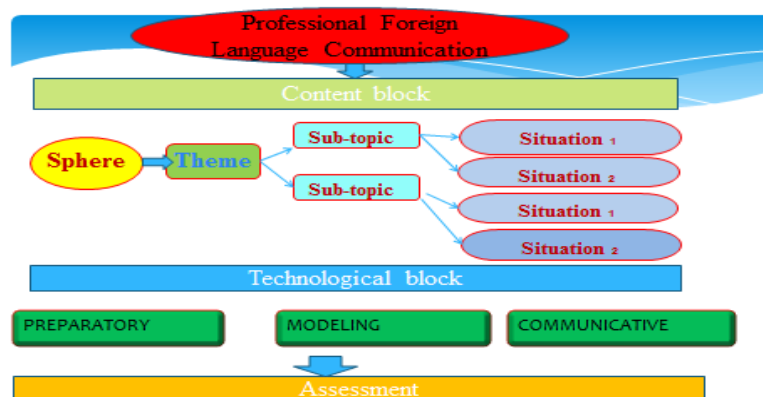 Professional Foreign
Language Communication
Content block
Sphere
Theme
Sub-topic
Situation 1
Situation 2
Sub-topic
Situation 1
Situation 2
Technological block
PREPARATORY
MODELING
COMMUNICATIVE
Assessment